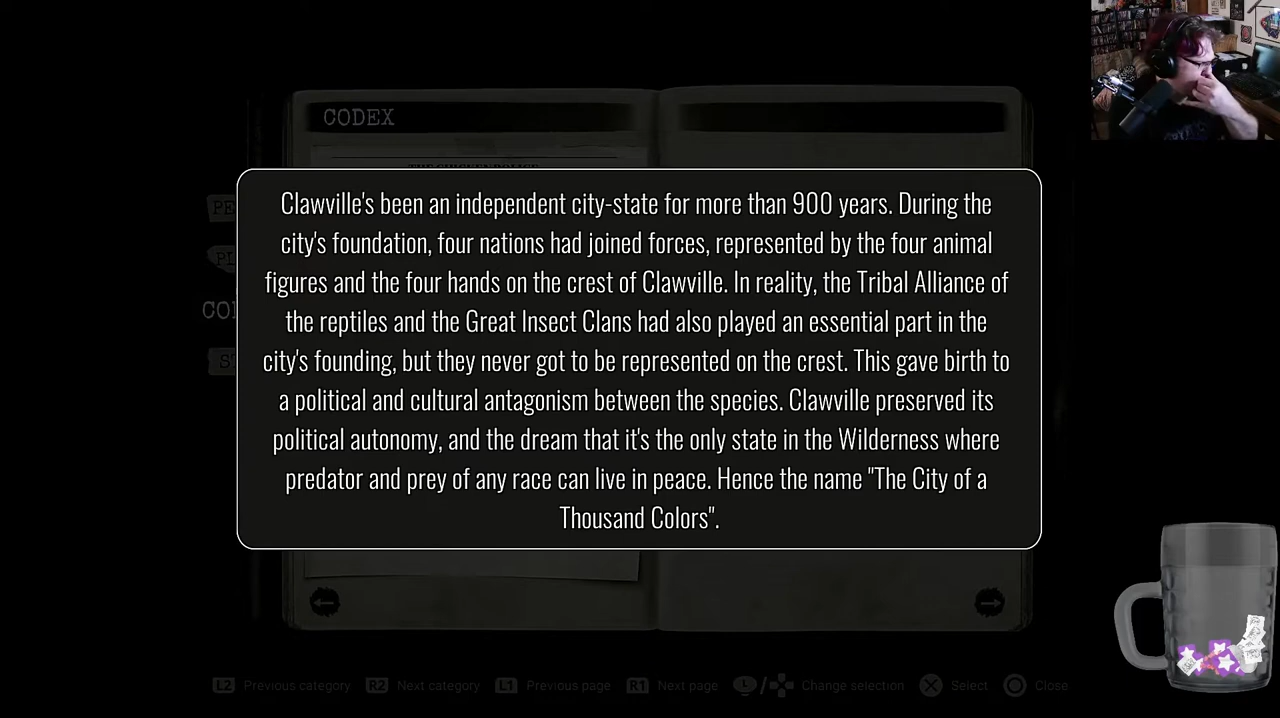 CODEX
Clawville's been an independent city-state for more than 900 years. During the
city's foundation, four nations had joined forces, represented by the four animal
figures and the four hands on the crest of Clawville. In reality, the Tribal Alliance of
the reptiles and the Great Insect Clans had also played an essential part in the
city's founding, but they never got to be represented on the crest. This gave birth to
a political and cultural antagonism between the species. Clawville preserved its
political autonomy, and the dream that it's the only state in the Wilderness where
predator and prey of any race can live in peace. Hence the name "The City of a
Thousand Colors".
L2 Previous category R2 Next category L1 Previous page R1 Next page L / Change selection Select Close